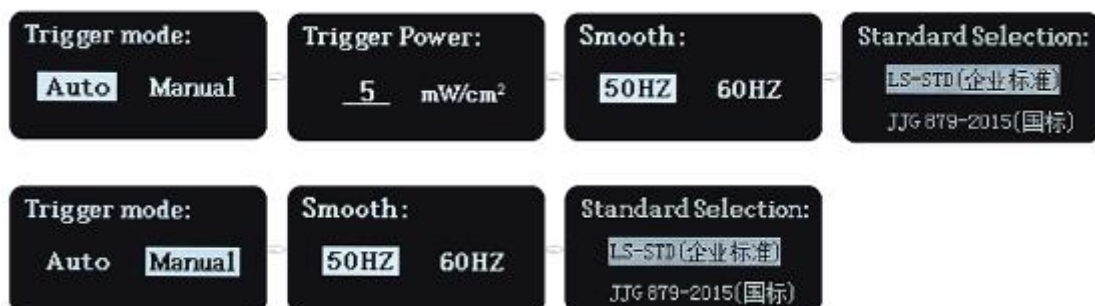 Trigger mode:
Auto Manual
Trigger Power:
5 mW/cm²
Smooth:
50HZ 60HZ
Standard Selection:
LS-STD(企业标准)
JJG 879-2015(国标)
Trigger mode:
Auto Manual
Smooth:
50HZ 60HZ
Standard Selection:
LS-STD(企业标准)
JJG 879-2015(国标)